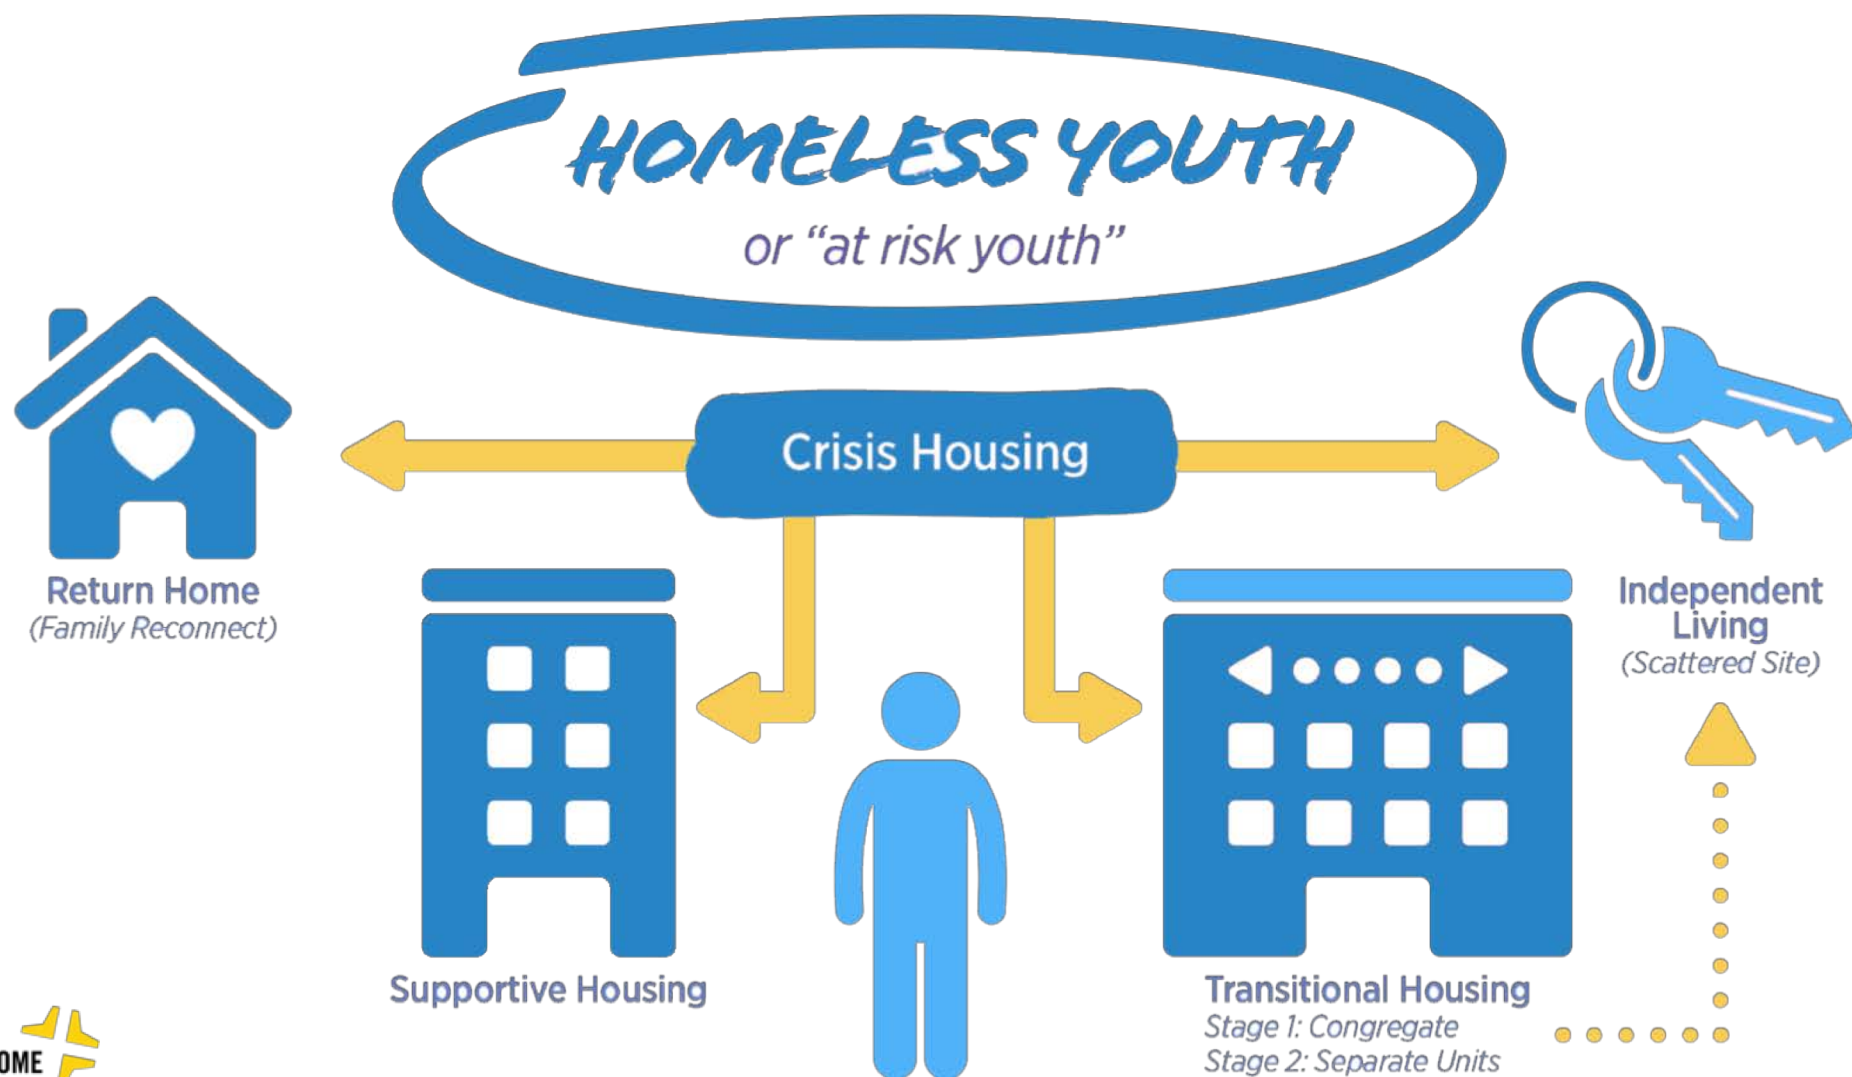 HOMELESS YOUTH
or “at risk youth”
Crisis Housing
Return Home
(Family Reconnect)
Independent
Living
(Scattered Site)
Supportive Housing
Transitional Housing
Stage 1: Congregate
Stage 2: Separate Units